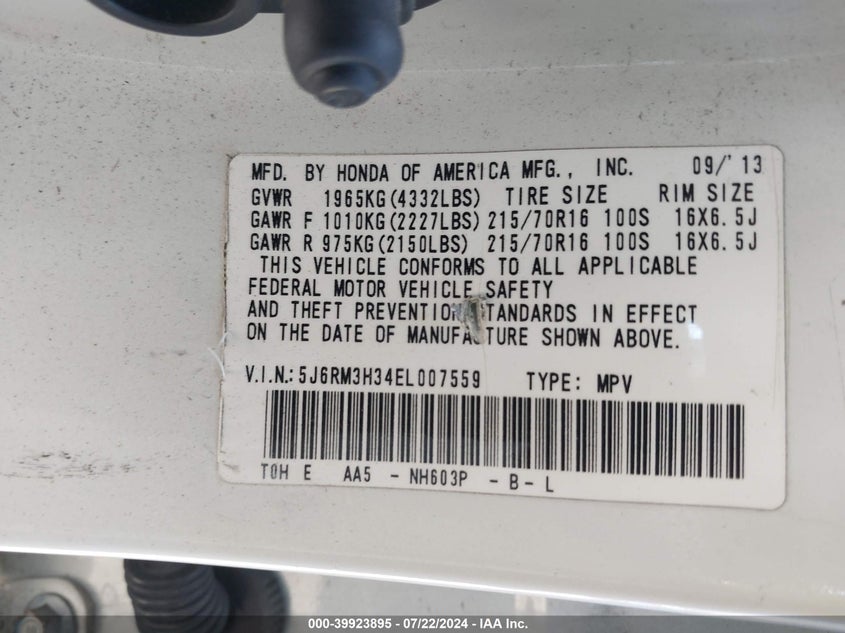 MFD. BY HONDA OF AMERICA MFG., INC. 09/'13
GVWR 1965KG(4332LBS) TIRE SIZE RIM SIZE
GAWR F 1010KG(2227LBS) 215/70R16 100S 16X6.5J
GAWR R 975KG(2150LBS) 215/70R16 100S 16X6.5J
THIS VEHICLE CONFORMS TO ALL APPLICABLE
FEDERAL MOTOR VEHICLE SAFETY
AND THEFT PREVENTION STANDARDS IN EFFECT
ON THE DATE OF MANUFACTURE SHOWN ABOVE.
V.I.N.: 5J6RM3H34EL007559 TYPE: MPV
T0H E AA5 - NH603P - B - L
000-39923895 - 07/22/2024 - IAA Inc.